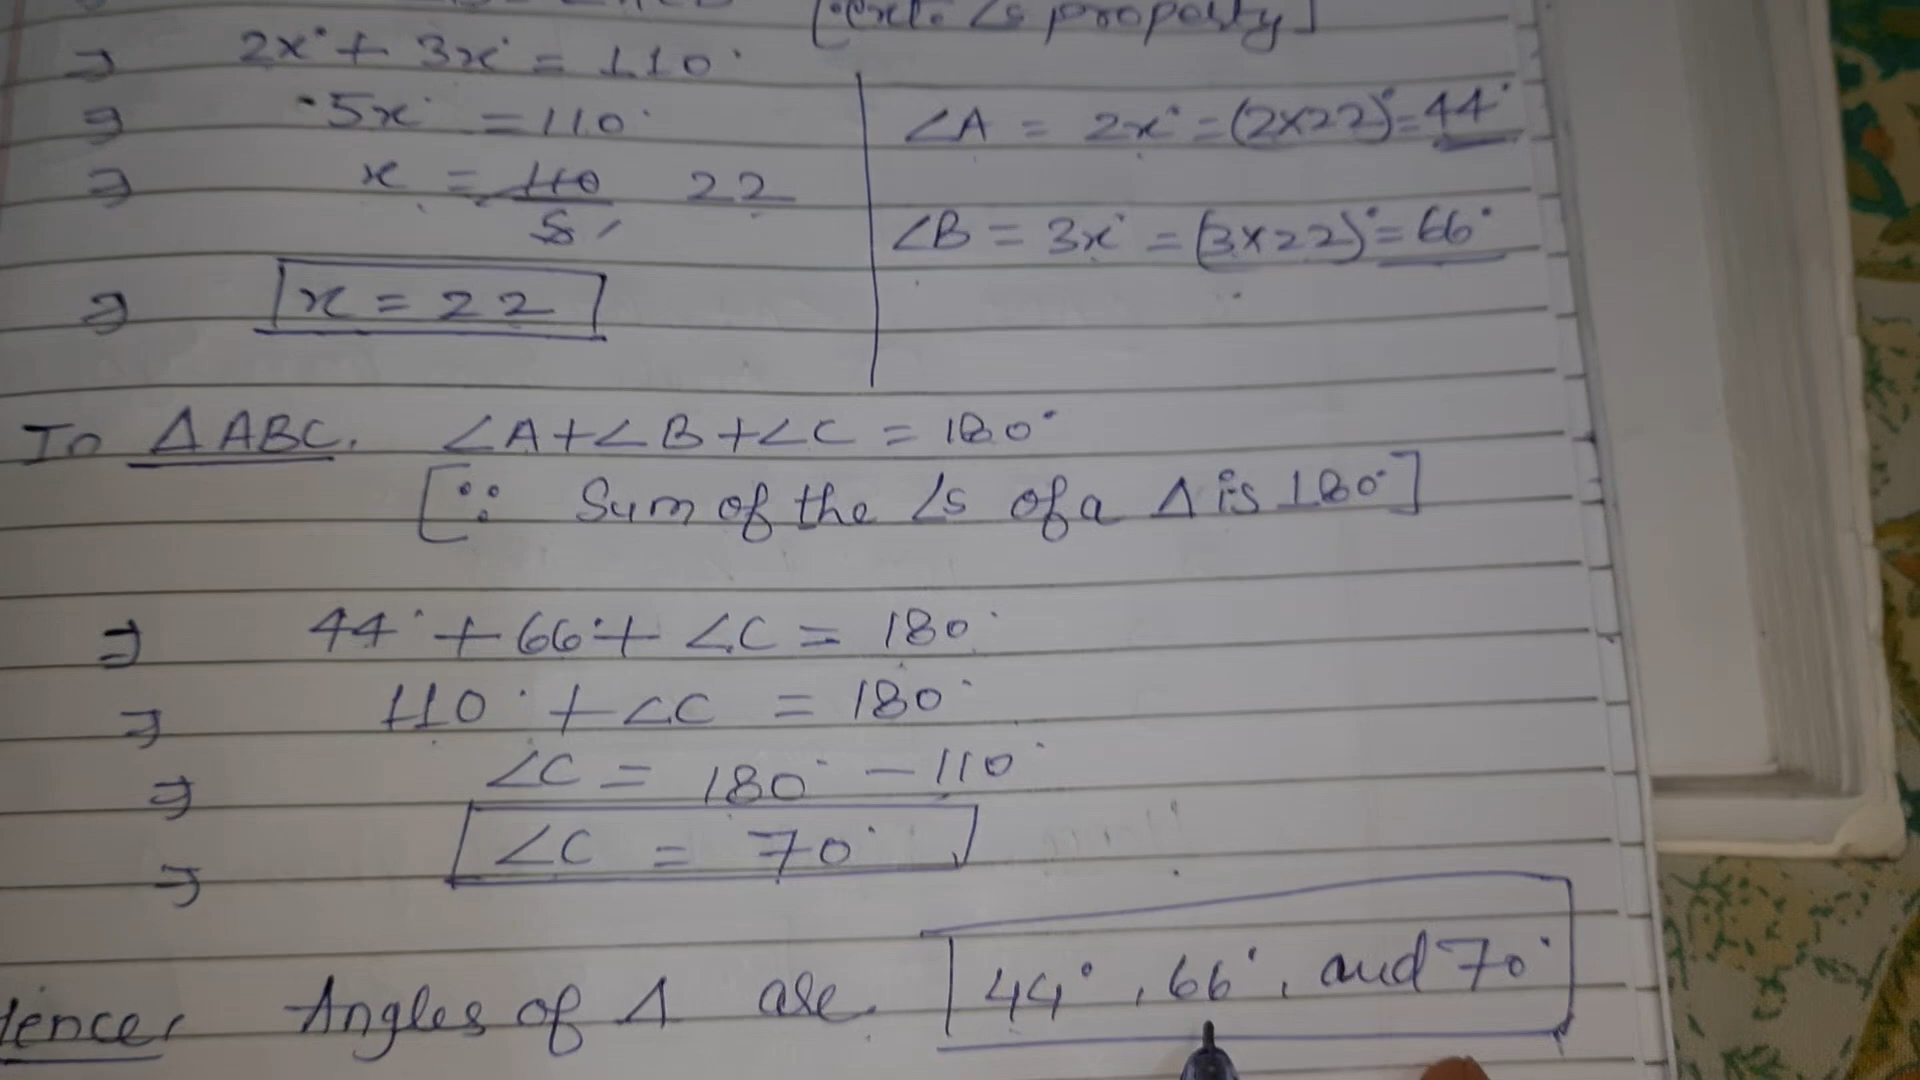 [∵ Ext. ∠s property]
⇒ 2x° + 3x° = 110°
⇒ 5x° = 110°
⇒ x = 110/5 22
⇒ x = 22
∠A = 2x° = (2×22)° = 44°
∠B = 3x° = (3×22)° = 66°
In ΔABC, ∠A+∠B+∠C = 180°
[∵ Sum of the ∠s of a Δ is 180°]
⇒ 44° + 66° + ∠C = 180°
⇒ 110° + ∠C = 180°
⇒ ∠C = 180° - 110°
⇒ ∠C = 70°
Hence, Angles of Δ are 44°, 66°, and 70°